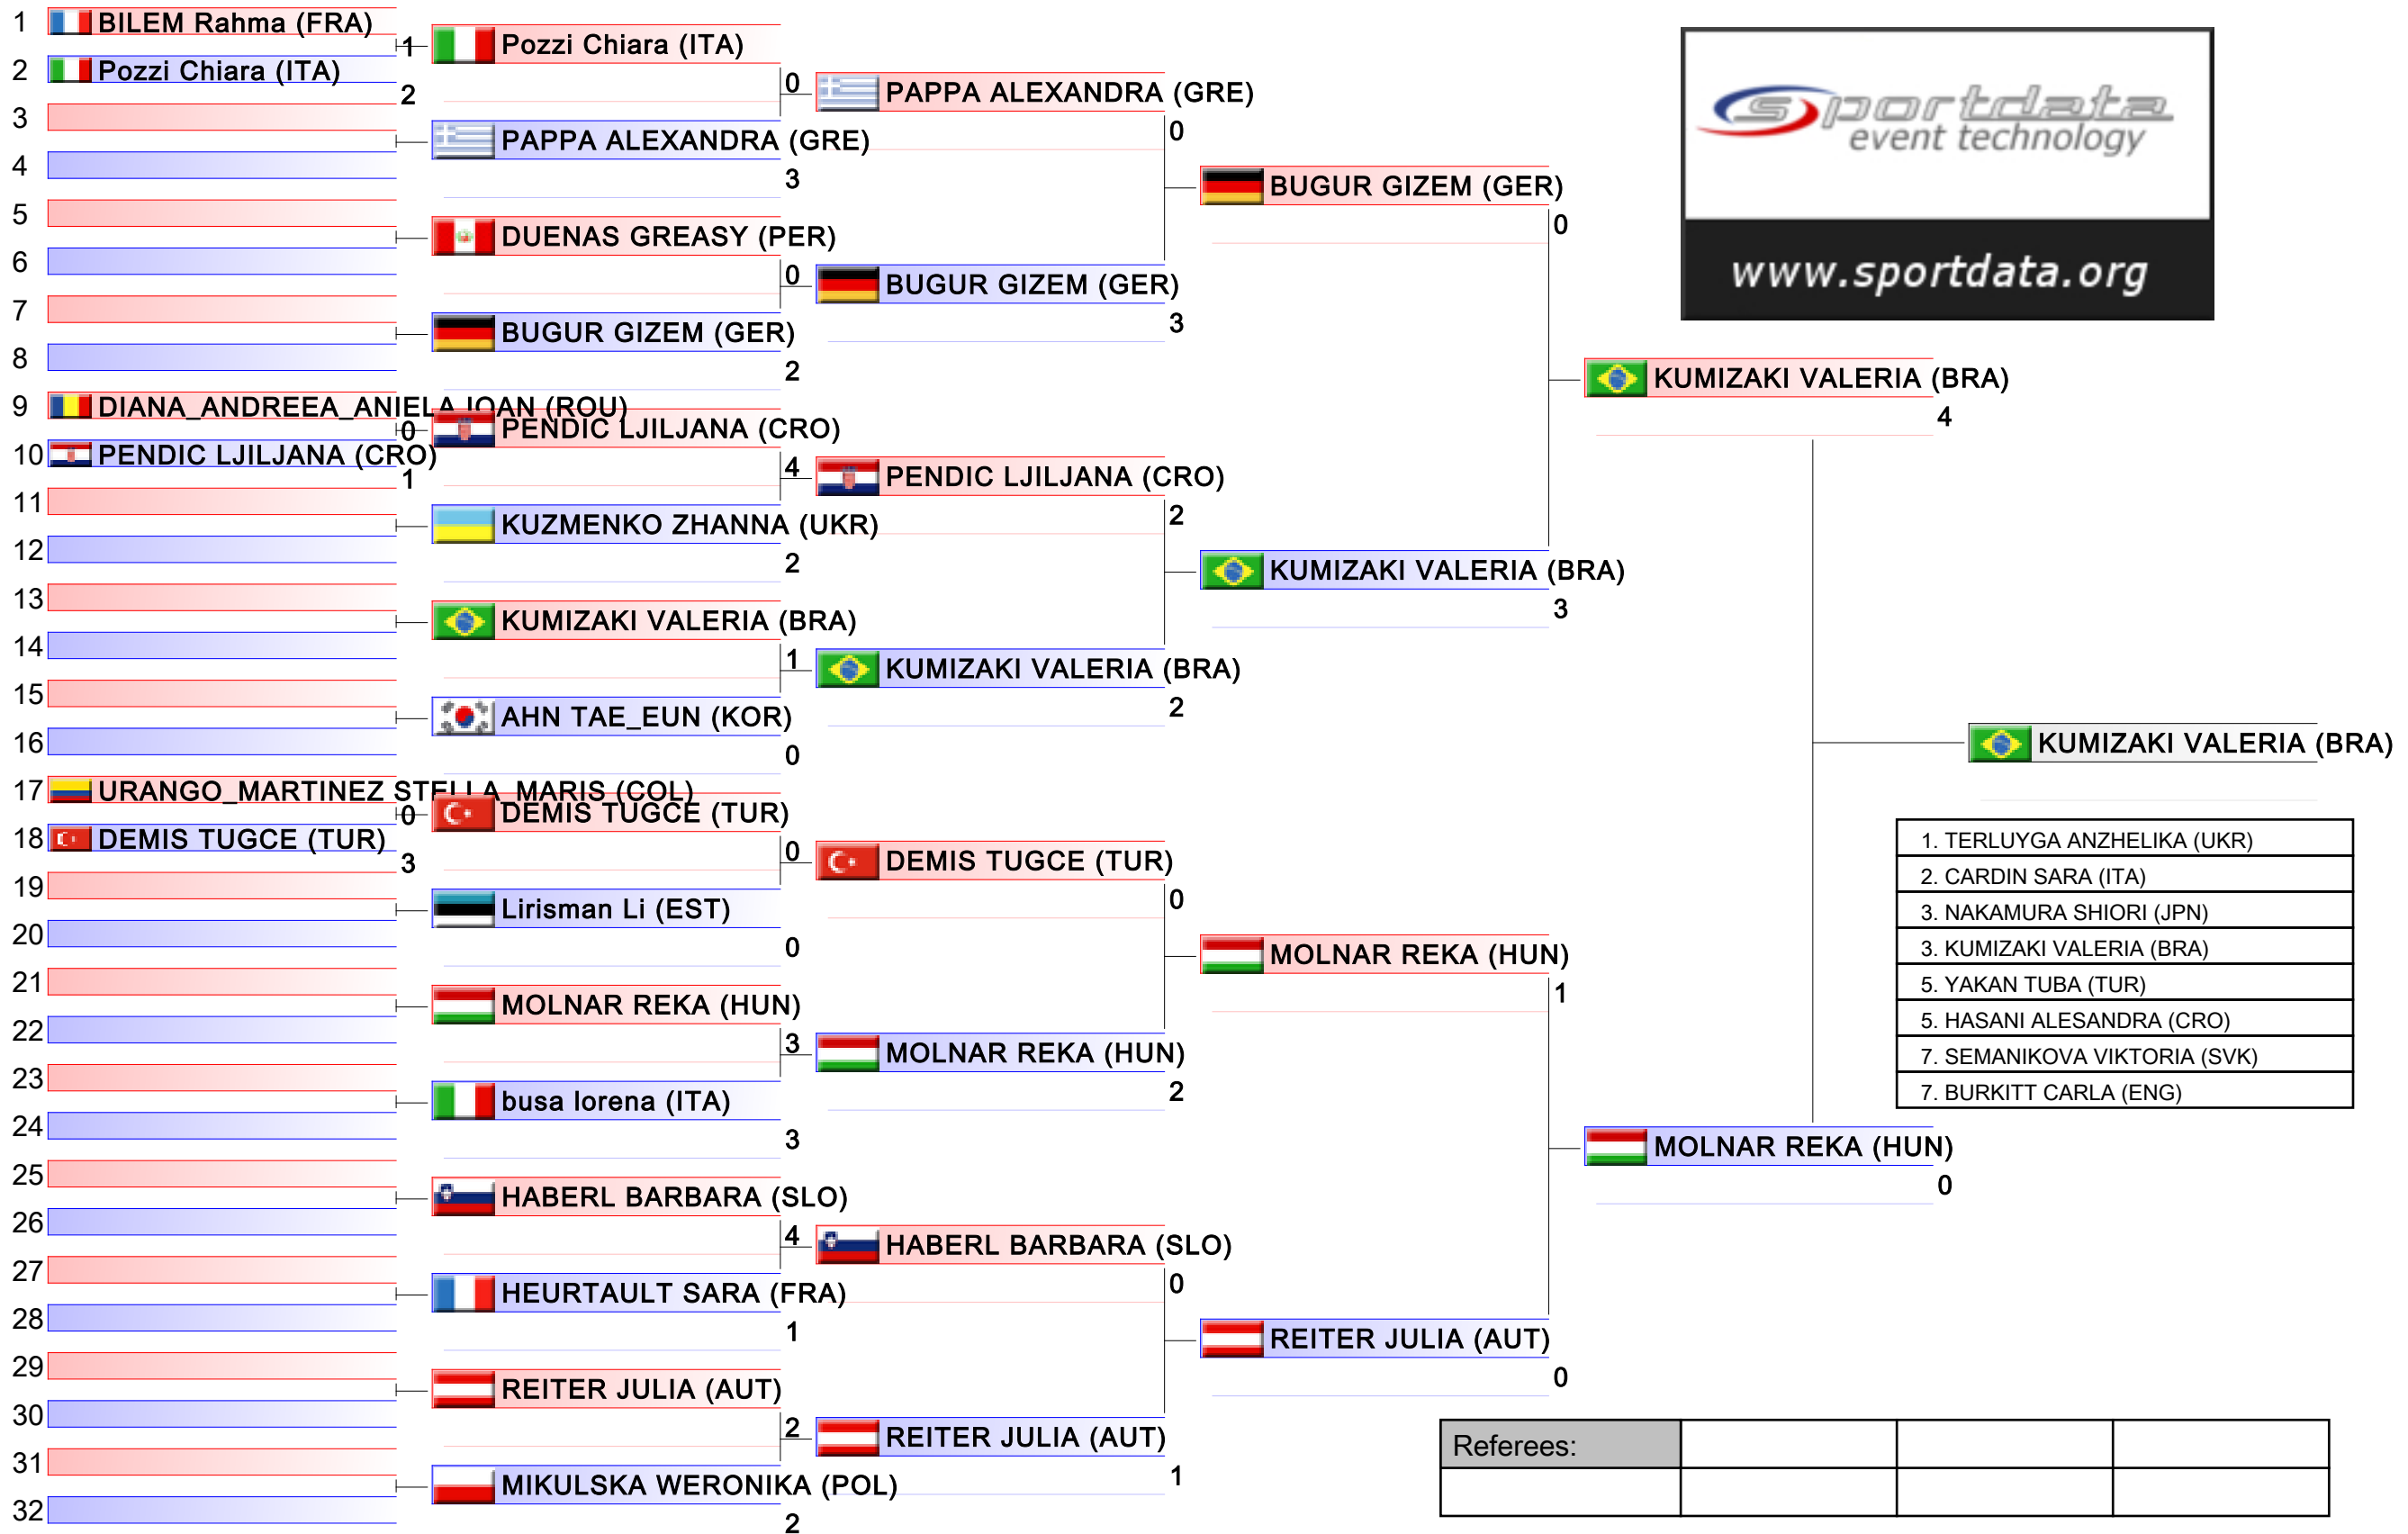 1 BILEM Rahma (FRA)
1
2 Pozzi Chiara (ITA)
2
3
4
5
6
7
8
9 DIANA_ANDREEA_ANIELA IOAN (ROU)
0
10 PENDIC LJILJANA (CRO)
1
11
12
13
14
15
16
17 URANGO_MARTINEZ STELLA_MARIS (COL)
0
18 DEMIS TUGCE (TUR)
3
19
20
21
22
23
24
25
26
27
28
29
30
31
32
Pozzi Chiara (ITA)
0
PAPPA ALEXANDRA (GRE)
3
DUENAS GREASY (PER)
0
BUGUR GIZEM (GER)
2
PENDIC LJILJANA (CRO)
4
KUZMENKO ZHANNA (UKR)
2
KUMIZAKI VALERIA (BRA)
1
AHN TAE_EUN (KOR)
0
DEMIS TUGCE (TUR)
0
Lirisman Li (EST)
0
MOLNAR REKA (HUN)
3
busa lorena (ITA)
3
HABERL BARBARA (SLO)
4
HEURTAULT SARA (FRA)
1
REITER JULIA (AUT)
2
MIKULSKA WERONIKA (POL)
2
PAPPA ALEXANDRA (GRE)
0
BUGUR GIZEM (GER)
3
PENDIC LJILJANA (CRO)
2
KUMIZAKI VALERIA (BRA)
2
DEMIS TUGCE (TUR)
0
MOLNAR REKA (HUN)
2
HABERL BARBARA (SLO)
0
REITER JULIA (AUT)
1
BUGUR GIZEM (GER)
0
KUMIZAKI VALERIA (BRA)
3
MOLNAR REKA (HUN)
1
REITER JULIA (AUT)
0
KUMIZAKI VALERIA (BRA)
4
MOLNAR REKA (HUN)
0
KUMIZAKI VALERIA (BRA)
sportdata
event technology
www.sportdata.org
1. TERLUYGA ANZHELIKA (UKR)
2. CARDIN SARA (ITA)
3. NAKAMURA SHIORI (JPN)
3. KUMIZAKI VALERIA (BRA)
5. YAKAN TUBA (TUR)
5. HASANI ALESANDRA (CRO)
7. SEMANIKOVA VIKTORIA (SVK)
7. BURKITT CARLA (ENG)
Referees: